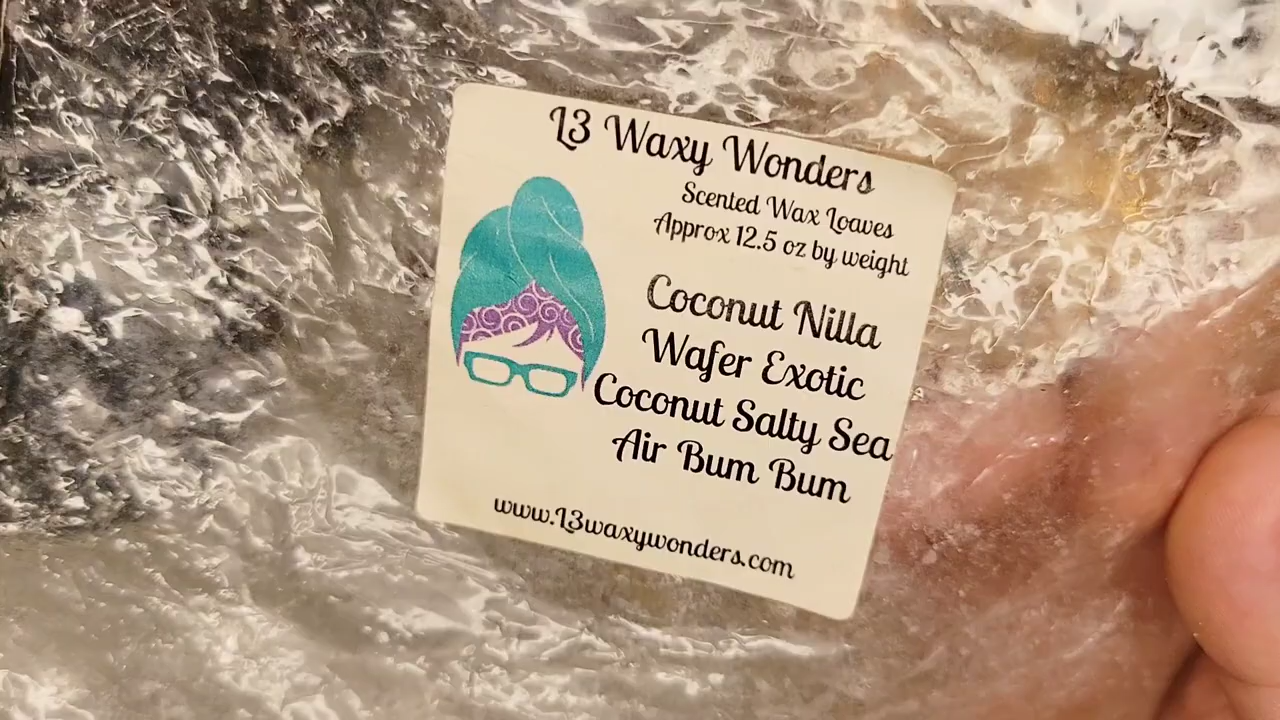 L3 Waxy Wonders
Scented Wax Loaves
Approx 12.5 oz by weight
Coconut Nilla
Wafer Exotic
Coconut Salty Sea
Air Bum Bum
www.L3waxywonders.com